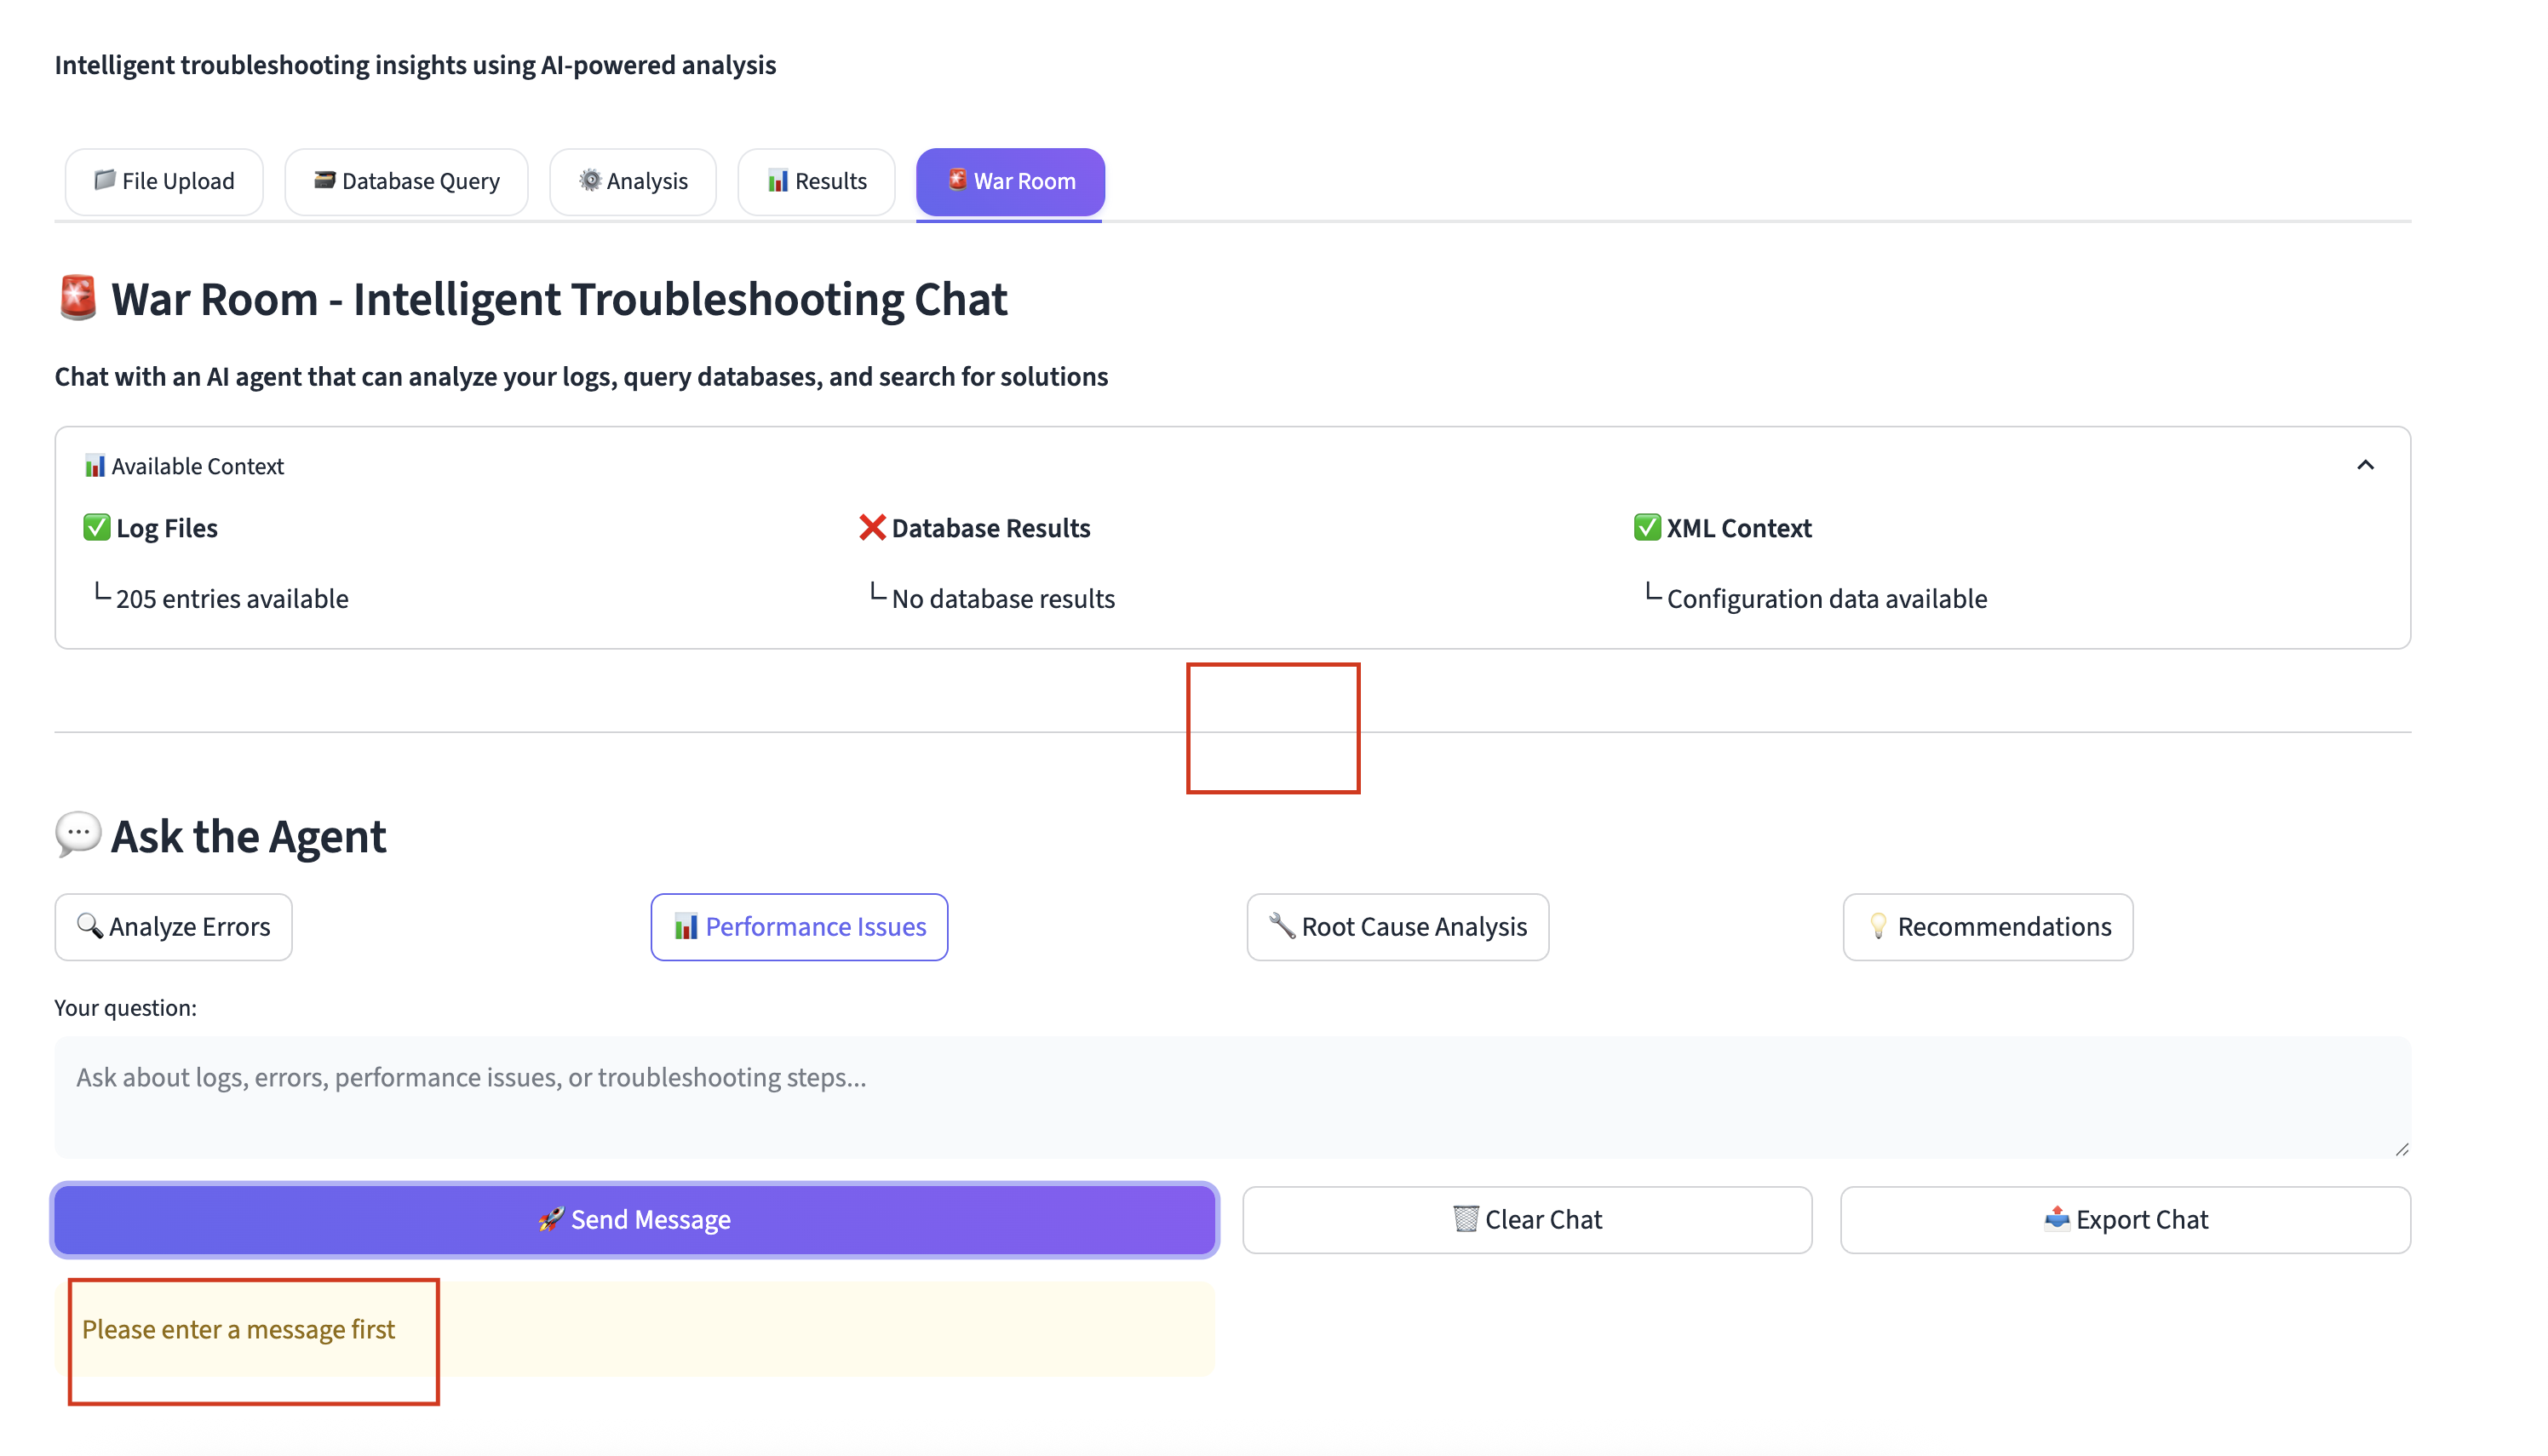 Intelligent troubleshooting insights using AI-powered analysis
File Upload
Database Query
Analysis
Results
War Room
War Room - Intelligent Troubleshooting Chat
Chat with an AI agent that can analyze your logs, query databases, and search for solutions
Available Context
Log Files
Database Results
XML Context
205 entries available
No database results
Configuration data available
Ask the Agent
Analyze Errors
Performance Issues
Root Cause Analysis
Recommendations
Your question:
Ask about logs, errors, performance issues, or troubleshooting steps...
Send Message
Clear Chat
Export Chat
Please enter a message first